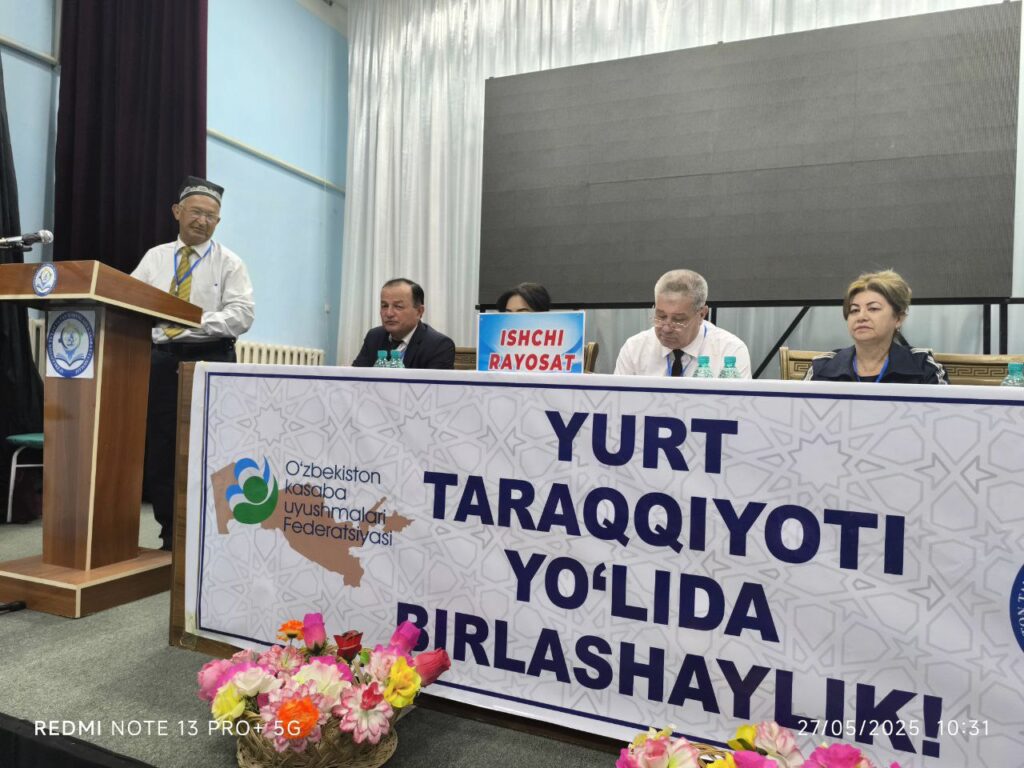 ISHCHI
RAYOSAT
O‘zbekiston
kasaba
uyushmalari
Federatsiyasi
YURT
TARAQQIYOTI
YO‘LIDA
BIRLASHAYLIK!
REDMI NOTE 13 PRO+ 5G
27/05/2025 10:31